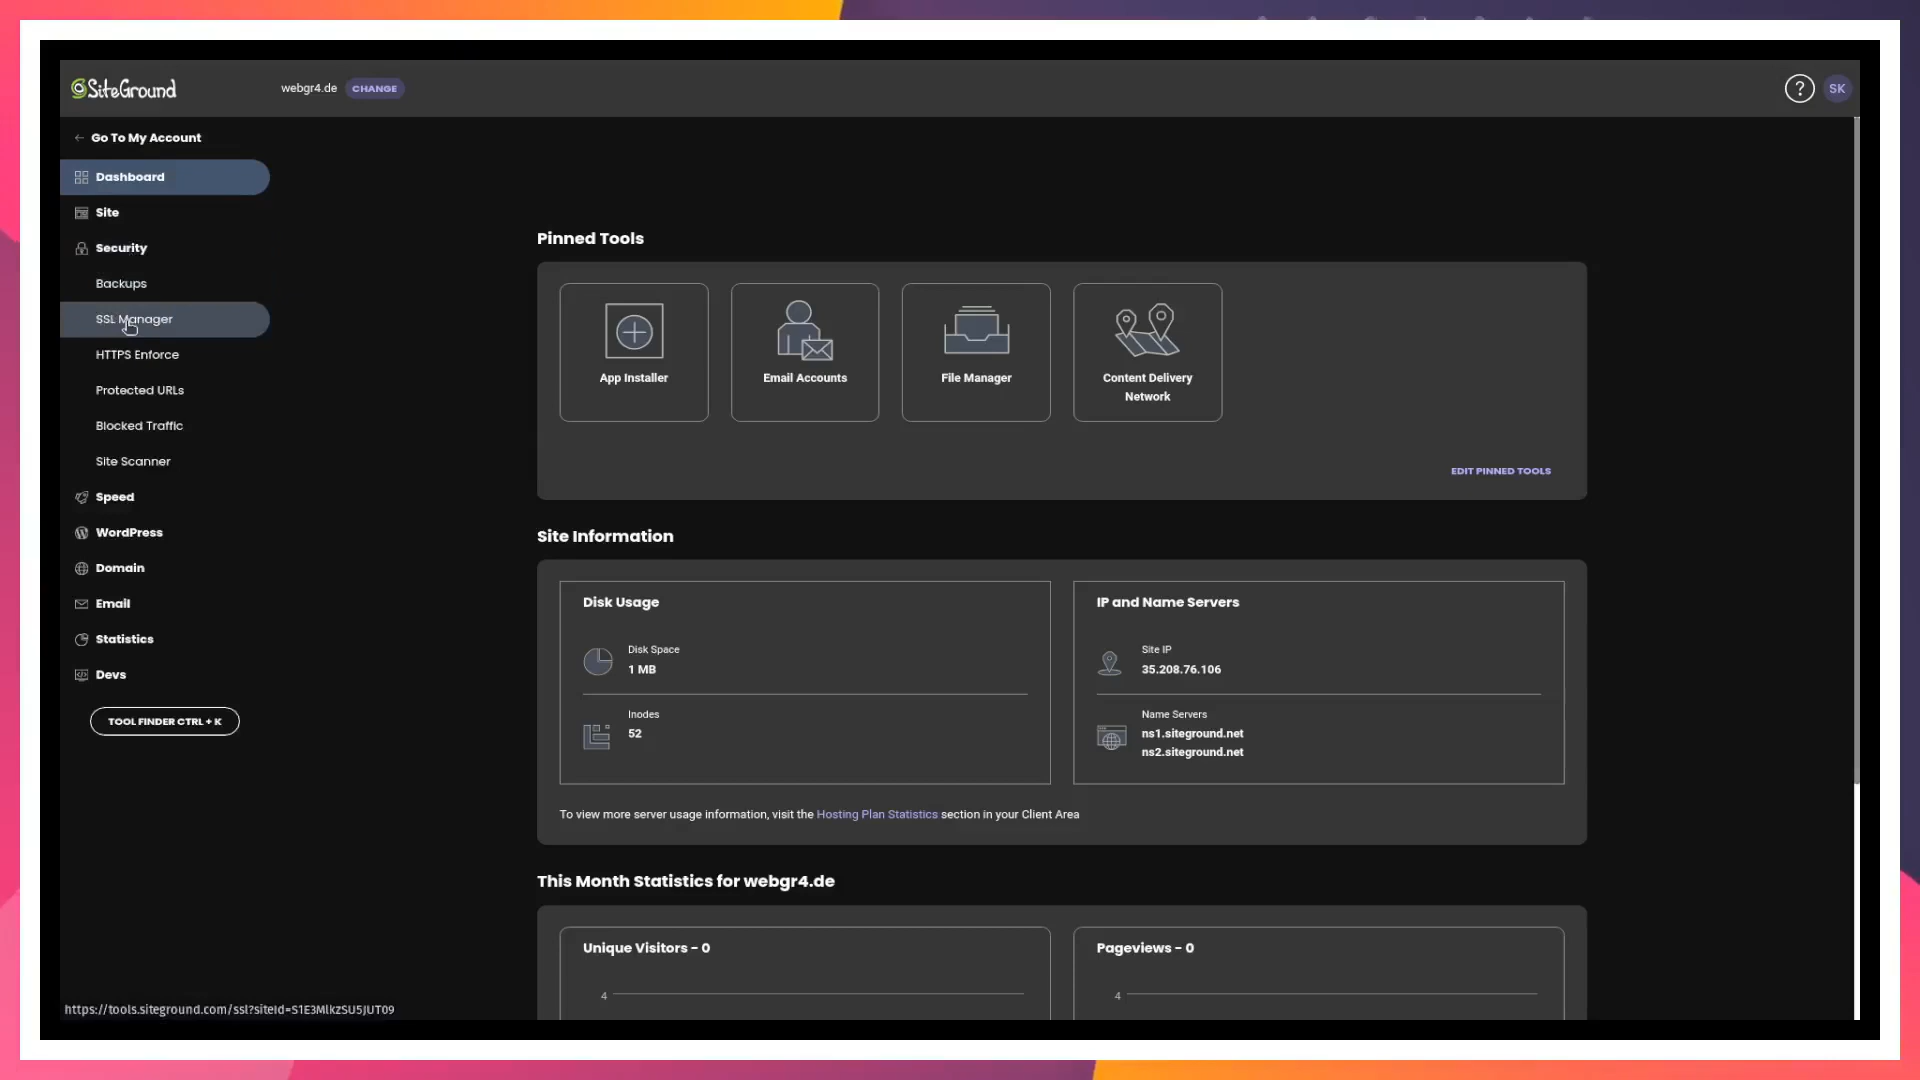 SiteGround
webgr4.de CHANGE
?
SK
Go To My Account
Dashboard
Site
Security
Backups
SSL Manager
HTTPS Enforce
Protected URLs
Blocked Traffic
Site Scanner
Speed
WordPress
Domain
Email
Statistics
Devs
TOOL FINDER CTRL + K
Pinned Tools
App Installer
Email Accounts
File Manager
Content Delivery
Network
EDIT PINNED TOOLS
Site Information
Disk Usage
Disk Space
1 MB
Inodes
52
IP and Name Servers
Site IP
35.208.76.106
Name Servers
ns1.siteground.net
ns2.siteground.net
To view more server usage information, visit the Hosting Plan Statistics section in your Client Area
This Month Statistics for webgr4.de
Unique Visitors - 0
4
Pageviews - 0
4
https://tools.siteground.com/ssl?siteId=S1E3MlkzSU5JUT09